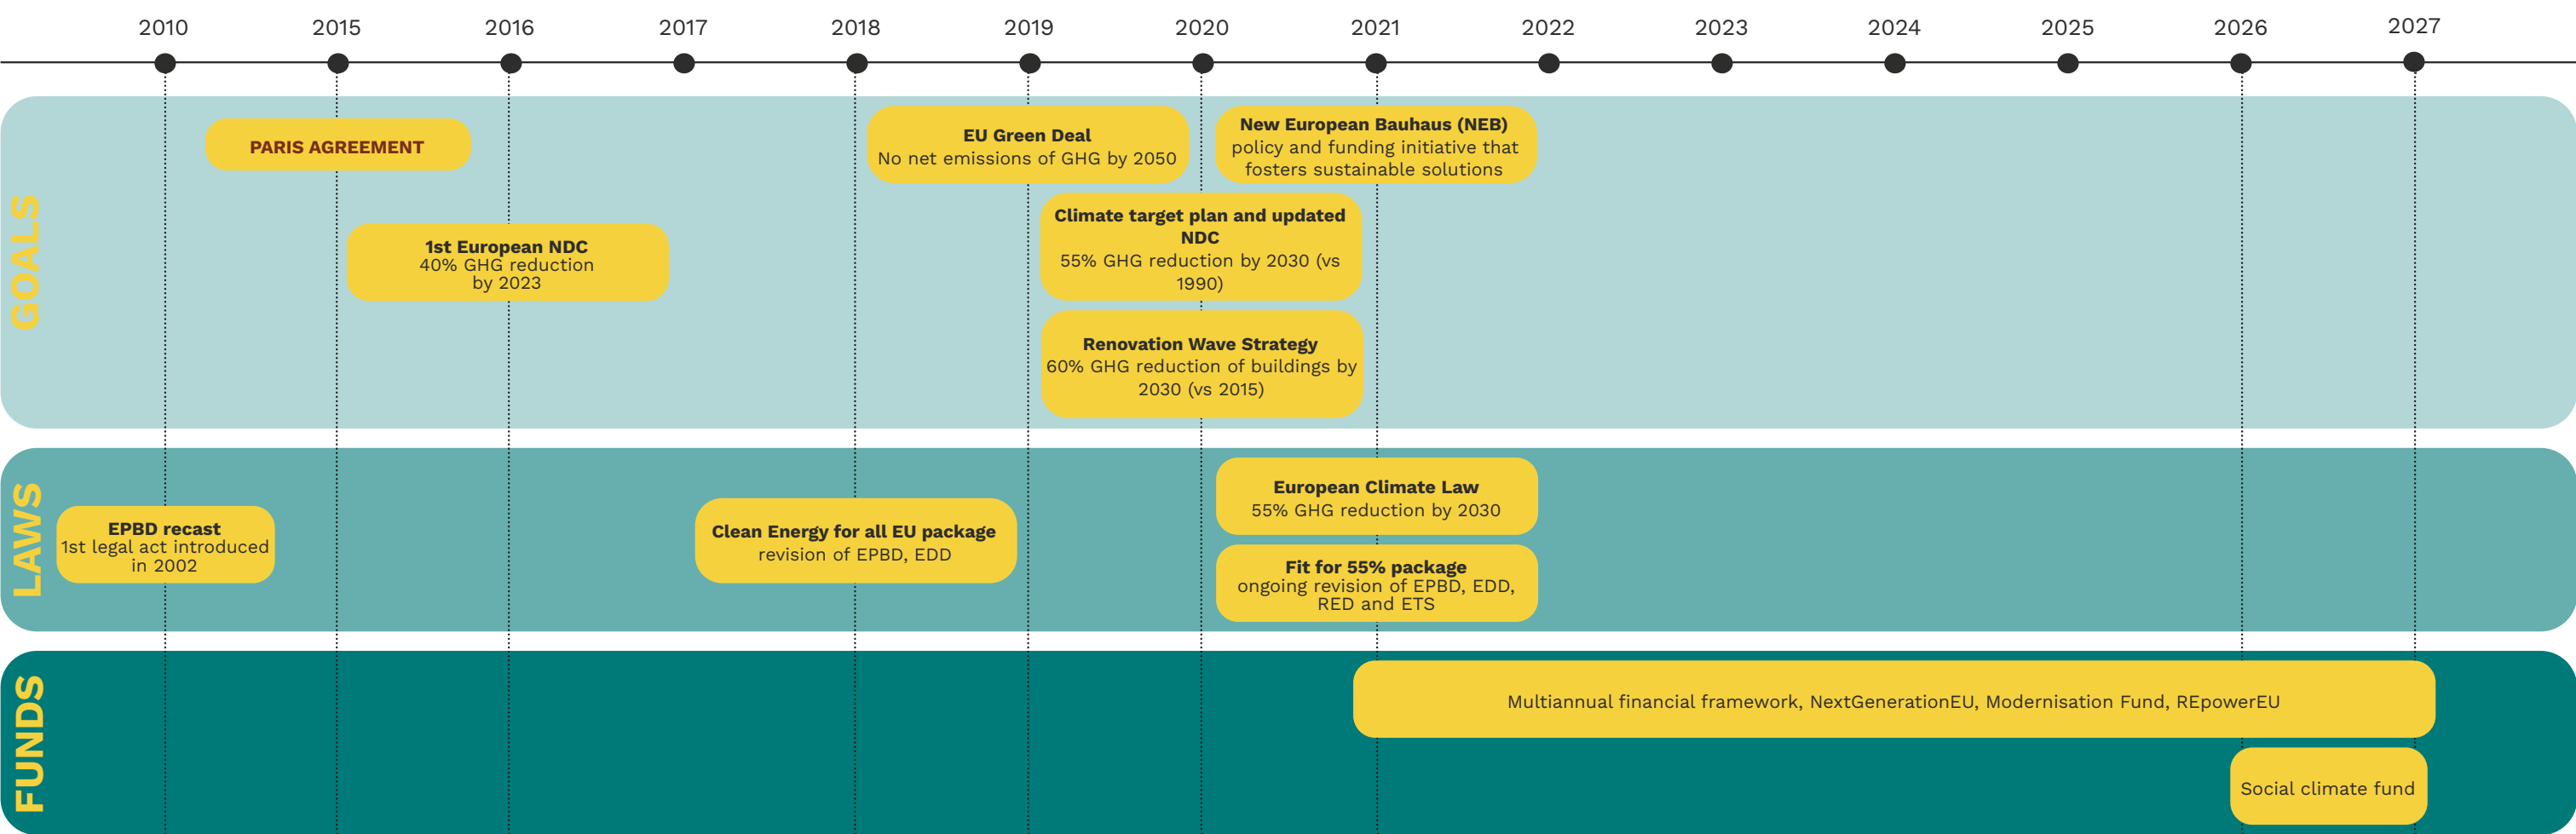 2010 2015 2016 2017 2018 2019 2020 2021 2022 2023 2024 2025 2026 2027
GOALS
PARIS AGREEMENT
1st European NDC
40% GHG reduction
by 2023
EU Green Deal
No net emissions of GHG by 2050
New European Bauhaus (NEB)
policy and funding initiative that
fosters sustainable solutions
Climate target plan and updated
NDC
55% GHG reduction by 2030 (vs
1990)
Renovation Wave Strategy
60% GHG reduction of buildings by
2030 (vs 2015)
LAWS
EPBD recast
1st legal act introduced
in 2002
Clean Energy for all EU package
revision of EPBD, EDD
European Climate Law
55% GHG reduction by 2030
Fit for 55% package
ongoing revision of EPBD, EDD,
RED and ETS
FUNDS
Multiannual financial framework, NextGenerationEU, Modernisation Fund, REpowerEU
Social climate fund